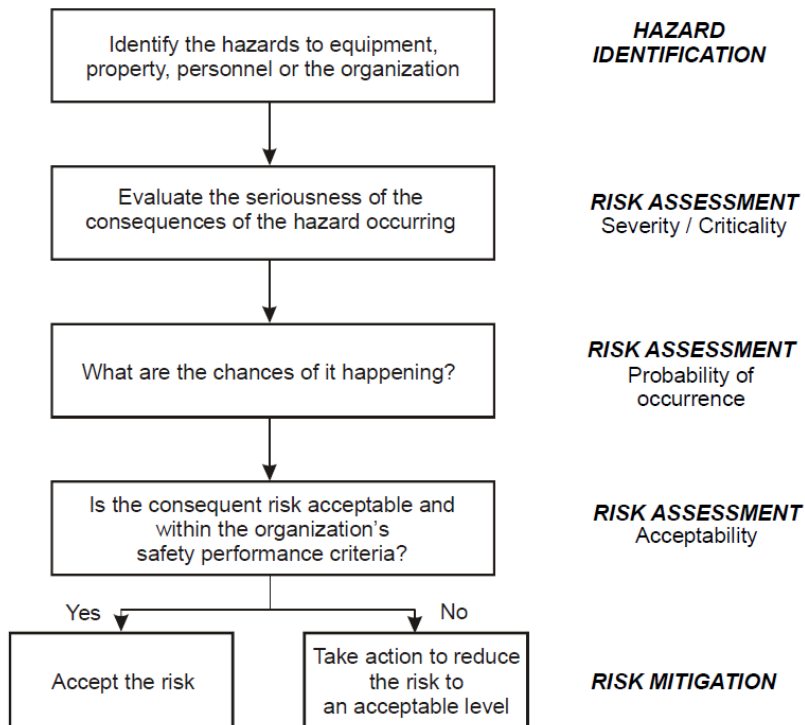 Identify the hazards to equipment,
property, personnel or the organization
HAZARD
IDENTIFICATION
Evaluate the seriousness of the
consequences of the hazard occurring
RISK ASSESSMENT
Severity / Criticality
What are the chances of it happening?
RISK ASSESSMENT
Probability of
occurrence
Is the consequent risk acceptable and
within the organization's
safety performance criteria?
RISK ASSESSMENT
Acceptability
Yes
No
Accept the risk
Take action to reduce
the risk to
an acceptable level
RISK MITIGATION